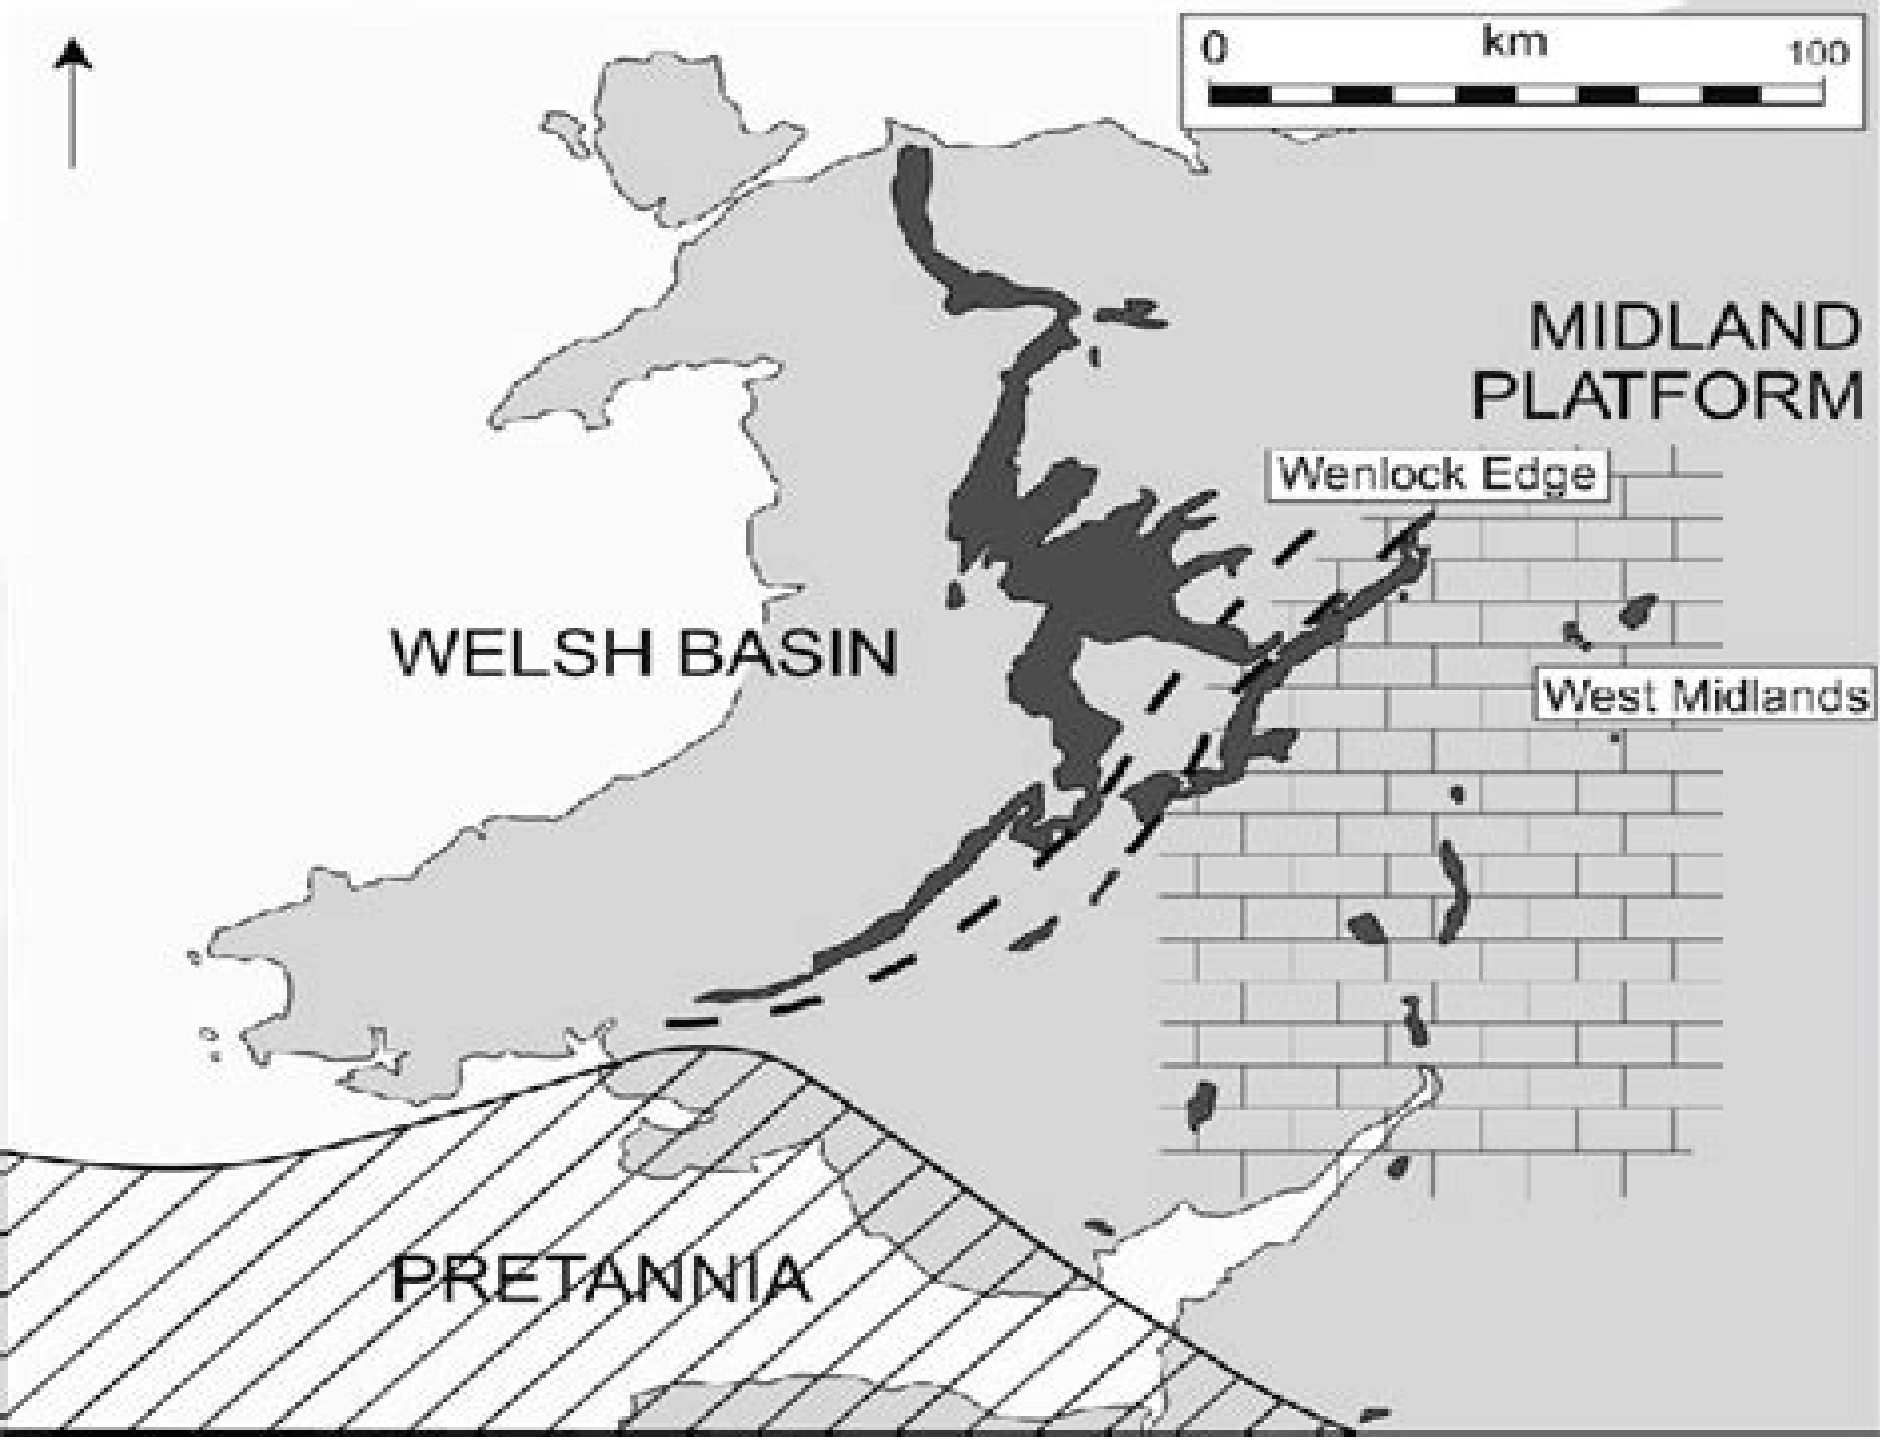 0 km 100
MIDLAND
PLATFORM
Wenlock Edge
WELSH BASIN
West Midlands
PRETANNIA